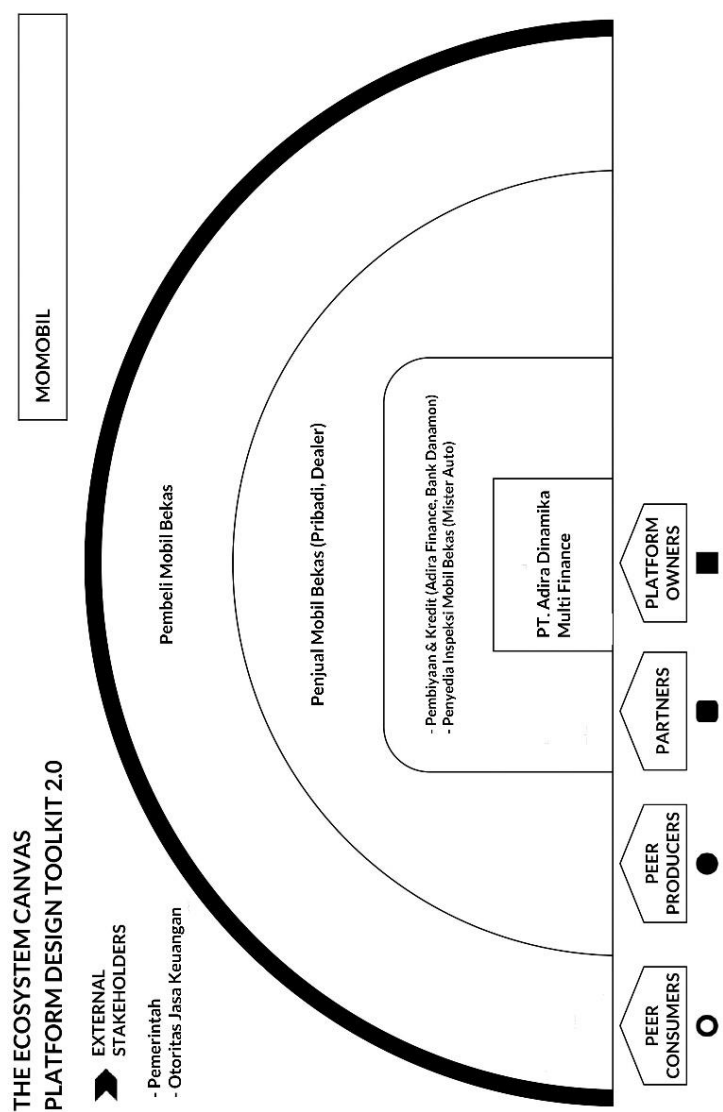 THE ECOSYSTEM CANVAS
PLATFORM DESIGN TOOLKIT 2.0
MOMOBIL
EXTERNAL
STAKEHOLDERS
- Pemerintah
- Otoritas Jasa Keuangan
Pembeli Mobil Bekas
Penjual Mobil Bekas (Pribadi, Dealer)
- Pembiyaan & Kredit (Adira Finance, Bank Danamon)
- Penyedia Inspeksi Mobil Bekas (Mister Auto)
PT. Adira Dinamika
Multi Finance
PEER
CONSUMERS
PEER
PRODUCERS
PARTNERS
PLATFORM
OWNERS